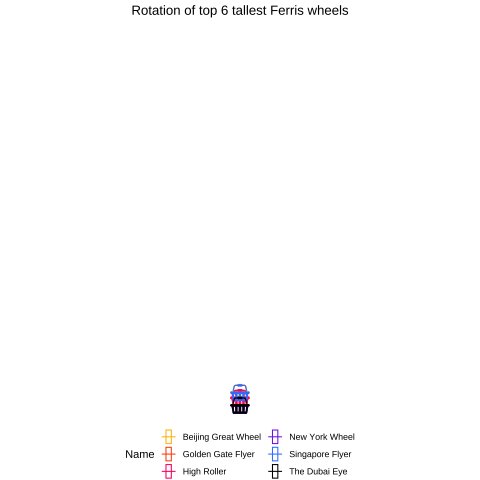 Rotation of top 6 tallest Ferris wheels
Name
Beijing Great Wheel
New York Wheel
Golden Gate Flyer
Singapore Flyer
High Roller
The Dubai Eye